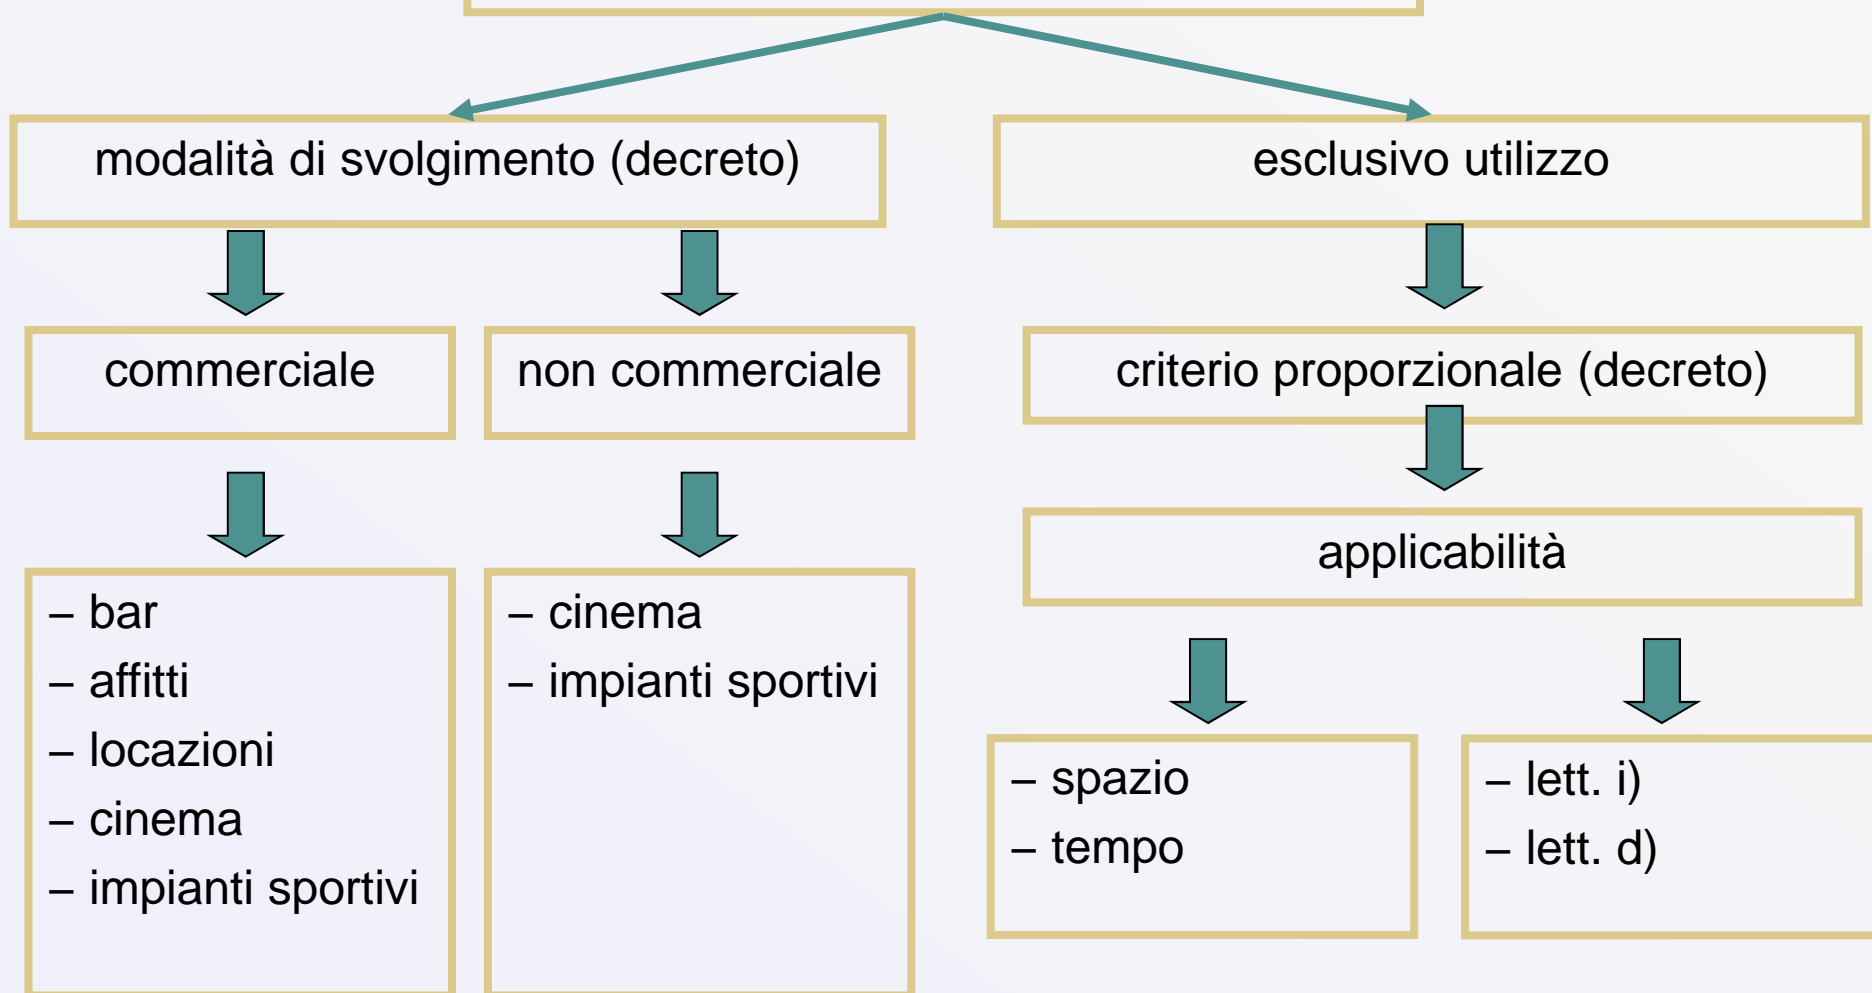 modalità di svolgimento (decreto)
esclusivo utilizzo
commerciale
non commerciale
criterio proporzionale (decreto)
applicabilità
– bar
– affitti
– locazioni
– cinema
– impianti sportivi
– cinema
– impianti sportivi
– spazio
– tempo
– lett. i)
– lett. d)